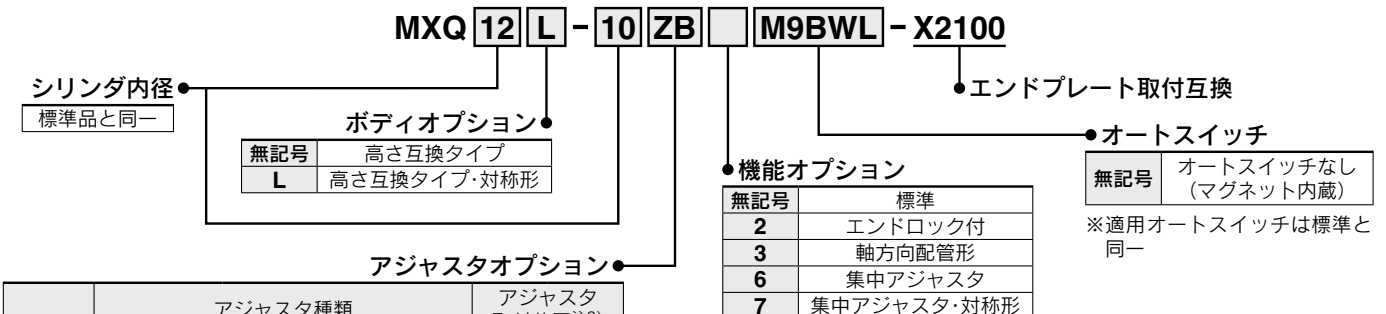 MXQ 12 L - 10 ZB M9BWL - X2100
シリンダ内径
標準品と同一
ボディオプション
無記号 高さ互換タイプ
L 高さ互換タイプ・対称形
エンドプレート取付互換
オートスイッチ
無記号 オートスイッチなし
(マグネット内蔵)
※適用オートスイッチは標準と
同一
機能オプション
無記号 標準
2 エンドロック付
3 軸方向配管形
6 集中アジャスタ
7 集中アジャスタ・対称形
アジャスタオプション
アジャスタ種類
アジャスタ